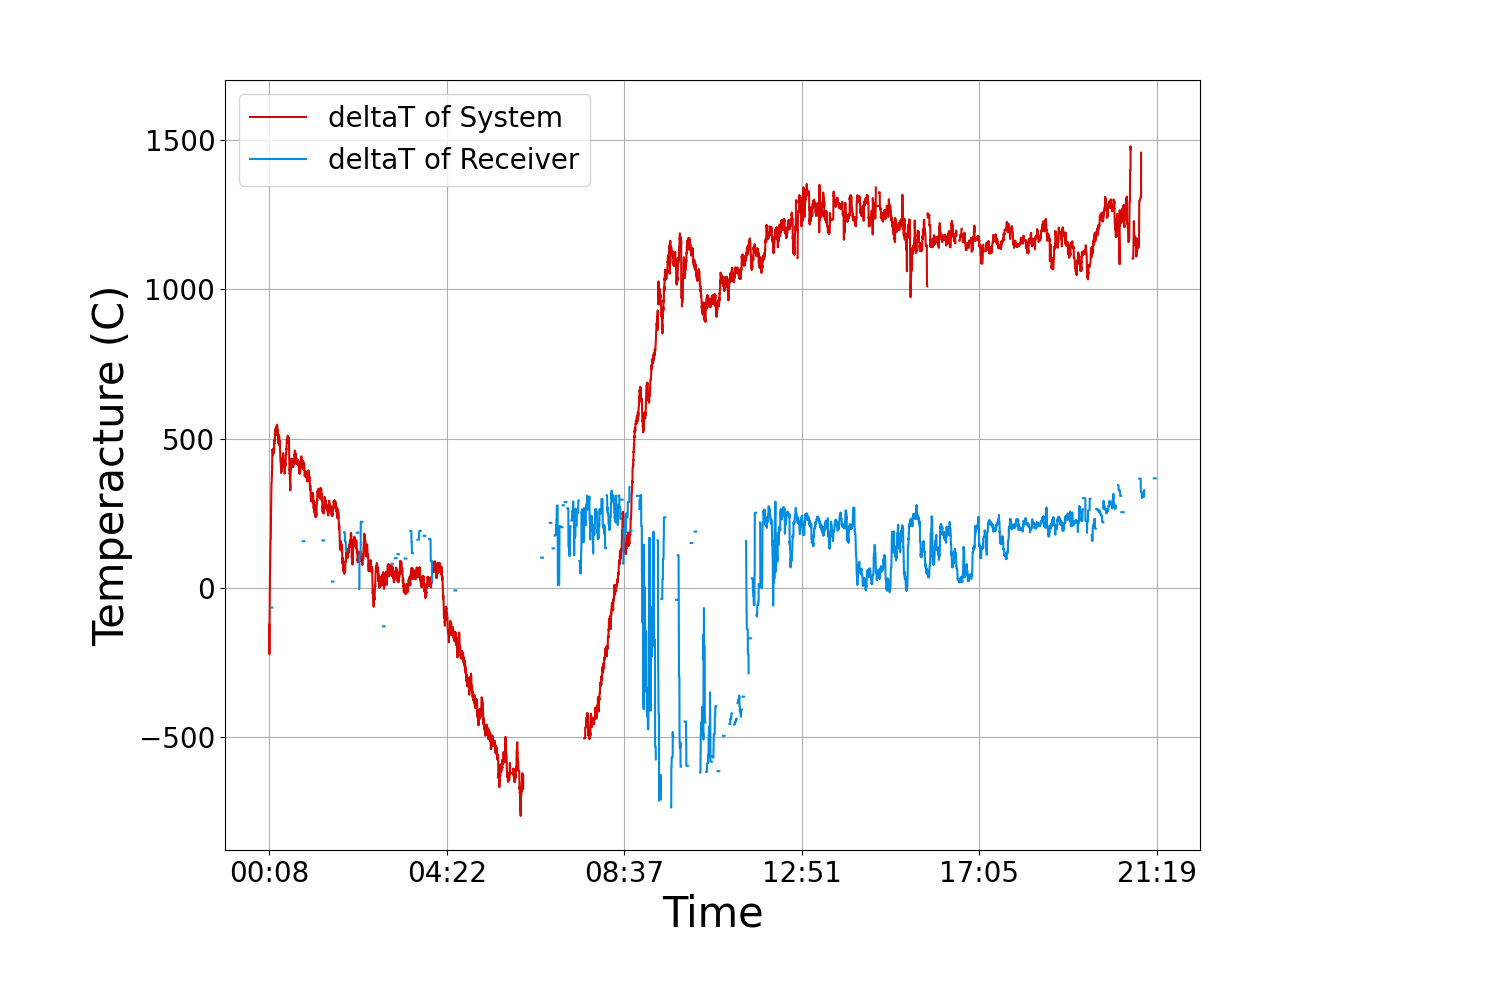 deltaT of System
deltaT of Receiver
1500
1000
500
0
−500
Temperacture (C)
00:08 04:22 08:37 12:51 17:05 21:19
Time